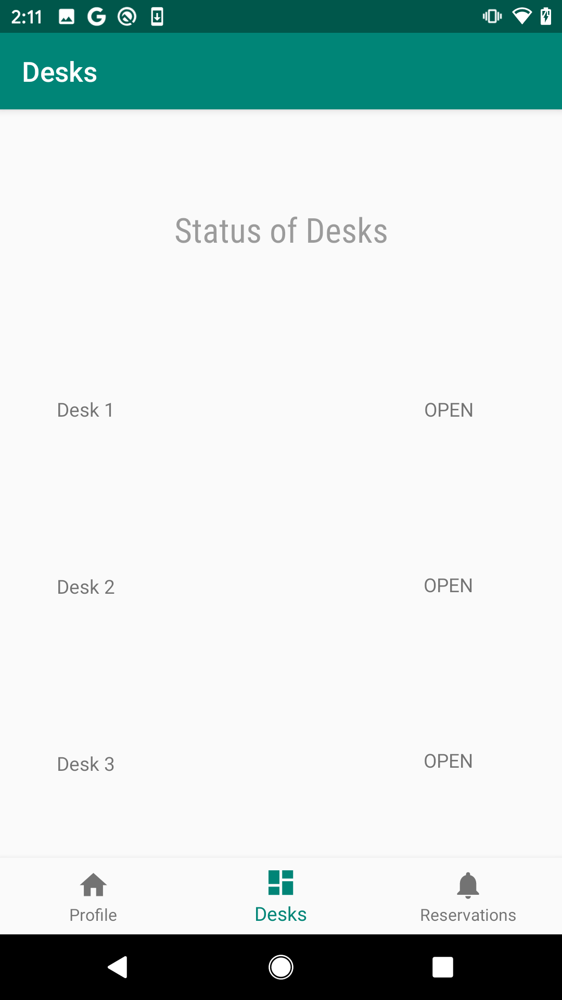 2:11
Desks
Status of Desks
Desk 1 OPEN
Desk 2 OPEN
Desk 3 OPEN
Profile Desks Reservations